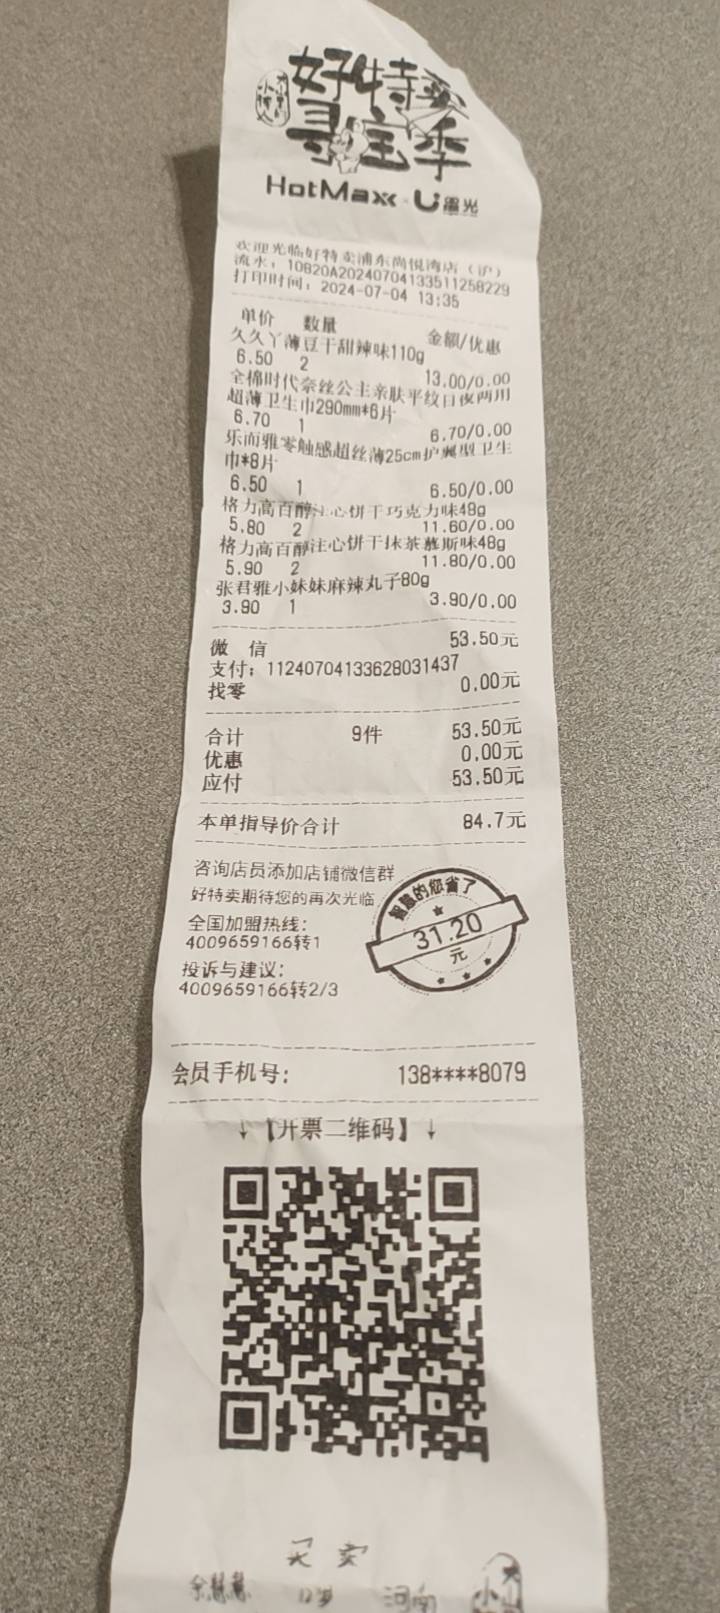 好特卖
寻宝季
HotMaxx U
欢迎光临好特卖浦东尚悦湾店（沪）
流水：10B20A20240704133511258229
打印时间：2024-07-04 13:35
单价 数量 金额/优惠
久久丫薄豆干甜辣味110g
6.50 2 13.00/0.00
全棉时代奈丝公主亲肤平纹日夜两用
超薄卫生巾290mm*6片
6.70 1 6.70/0.00
乐而雅零触感超丝薄25cm护翼型卫生
巾*8片
6.50 1 6.50/0.00
格力高百醇注心饼干巧克力味48g
5.80 2 11.60/0.00
格力高百醇注心饼干抹茶慕斯味48g
5.90 2 11.80/0.00
张君雅小妹妹麻辣丸子80g
3.90 1 3.90/0.00
微 信 53.50元
支付：11240704133628031437
找零 0.00元
合计 9件 53.50元
优惠 0.00元
应付 53.50元
本单指导价合计 84.7元
咨询店员添加店铺微信群
好特卖期待您的再次光临
全国加盟热线：
4009659166转1
投诉与建议：
4009659166转2/3
智慧的您省了
31.20
元
会员手机号： 138****8079
↓【开票二维码】↓
买卖
12岁 河南